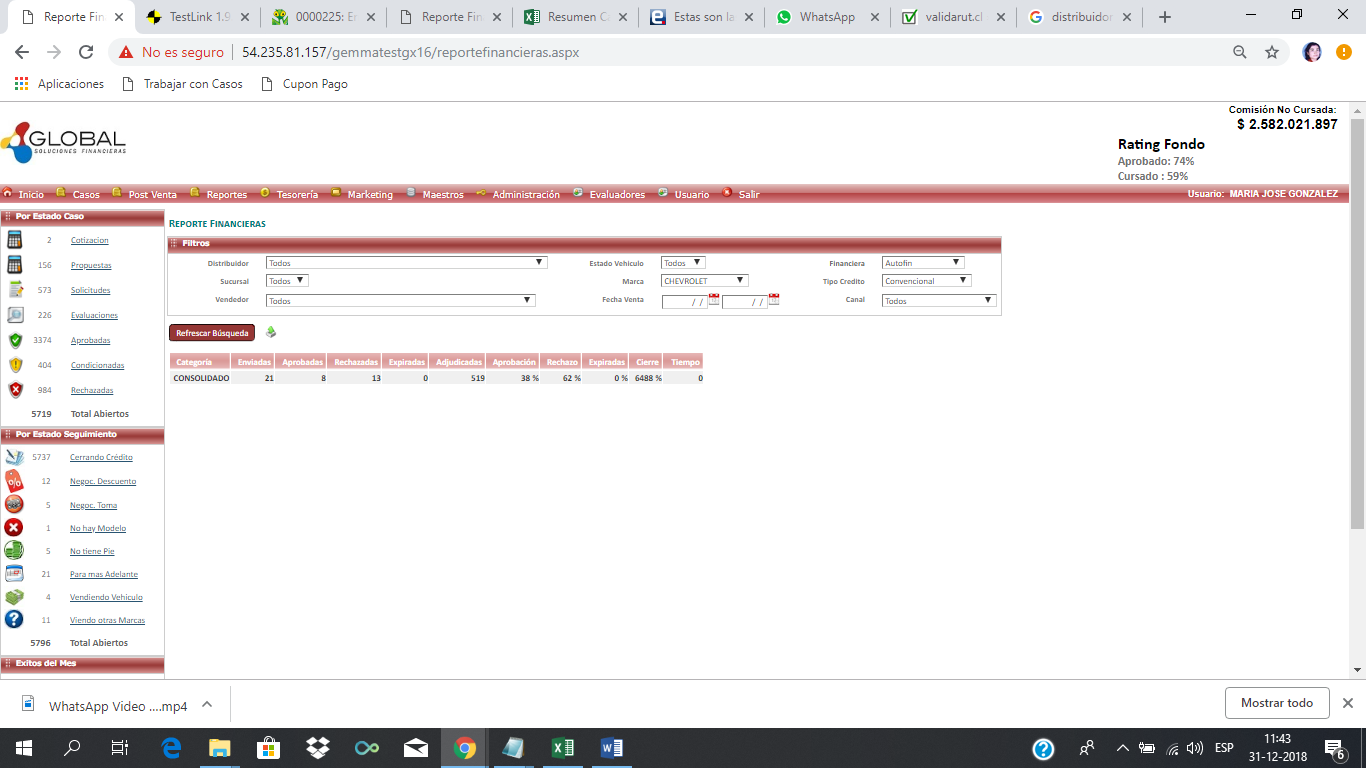 Reporte Fin
TestLink 1.9
0000225: Er
Reporte Fin
Resumen C
Estas son la
WhatsApp
validarut.cl
distribuidor
No es seguro
54.235.81.157/gemmatestgx16/reportefinancieras.aspx
Aplicaciones
Trabajar con Casos
Cupon Pago
Comisión No Cursada:
$ 2.582.021.897
GLOBAL
SOLUCIONES FINANCIERAS
Rating Fondo
Aprobado: 74%
Cursado : 59%
Inicio Casos Post Venta Reportes Tesorería Marketing Maestros Administración Evaluadores Usuario Salir
Usuario: MARIA JOSE GONZALEZ
Por Estado Caso
2 Cotizacion
156 Propuestas
573 Solicitudes
226 Evaluaciones
3374 Aprobadas
404 Condicionadas
984 Rechazadas
5719 Total Abiertos
Por Estado Seguimiento
5737 Cerrando Crédito
12 Negoc. Descuento
5 Negoc. Toma
1 No hay Modelo
5 No tiene Pie
21 Para mas Adelante
4 Vendiendo Vehículo
11 Viendo otras Marcas
5796 Total Abiertos
Exitos del Mes
REPORTE FINANCIERAS
Filtros
Distribuidor Todos Estado Vehículo Todos Financiera Autofin
Sucursal Todos Marca CHEVROLET Tipo Credito Convencional
Vendedor Todos Fecha Venta / / / / Canal Todos
Refrescar Búsqueda
Categoría Enviadas Aprobadas Rechazadas Expiradas Adjudicadas Aprobación Rechazo Expiradas Cierre Tiempo
CONSOLIDADO 21 8 13 0 519 38 % 62 % 0 % 6488 % 0
WhatsApp Video ....mp4
Mostrar todo
ESP
11:43
31-12-2018
6